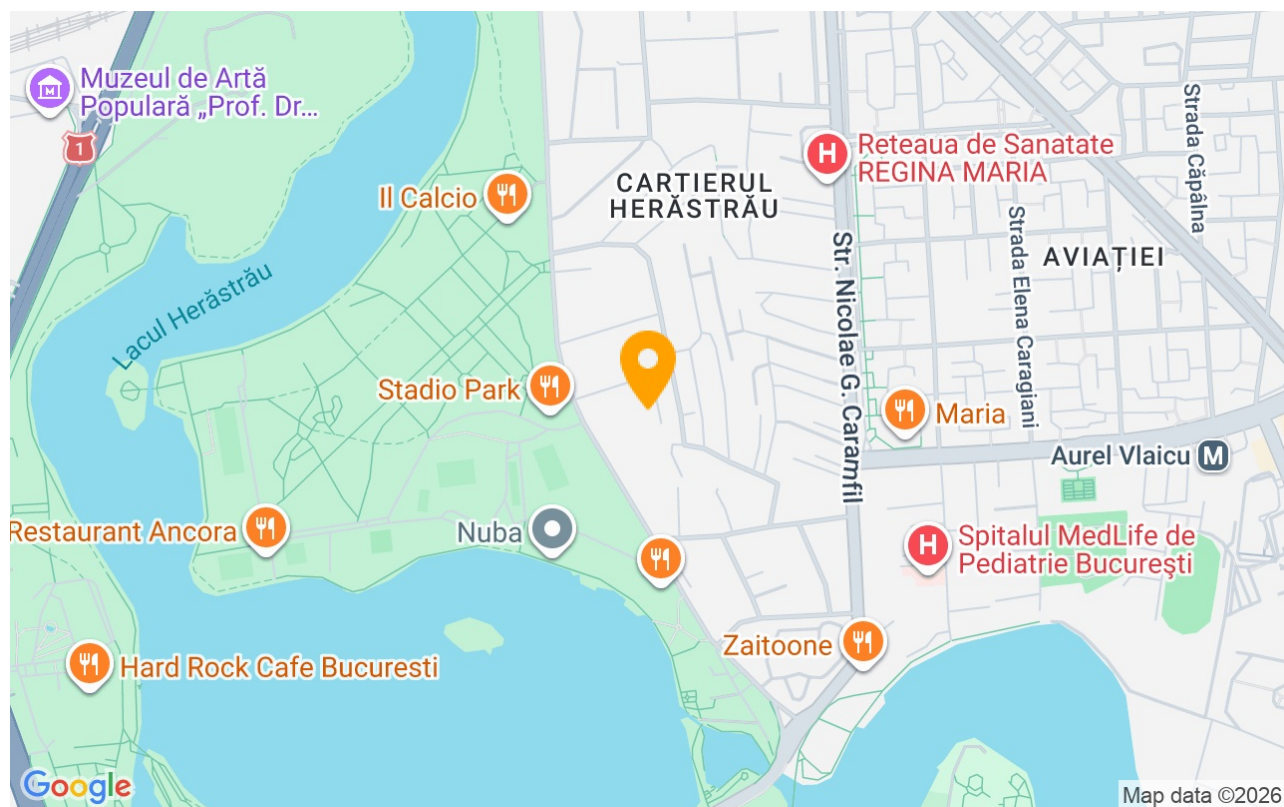 Muzeul de Artă
Populară „Prof. Dr...
1
Strada Căpâlna
Reteaua de Sanatate
REGINA MARIA
CARTIERUL
HERĂSTRĂU
Il Calcio
Str. Nicolae G. Caramfil
Strada Elena Caragiani
AVIAȚIEI
Lacul Herăstrău
Stadio Park
Maria
Aurel Vlaicu
Restaurant Ancora
Nuba
Spitalul MedLife de
Pediatrie Bucureşti
Zaitoone
Hard Rock Cafe Bucuresti
Google
Map data ©2026